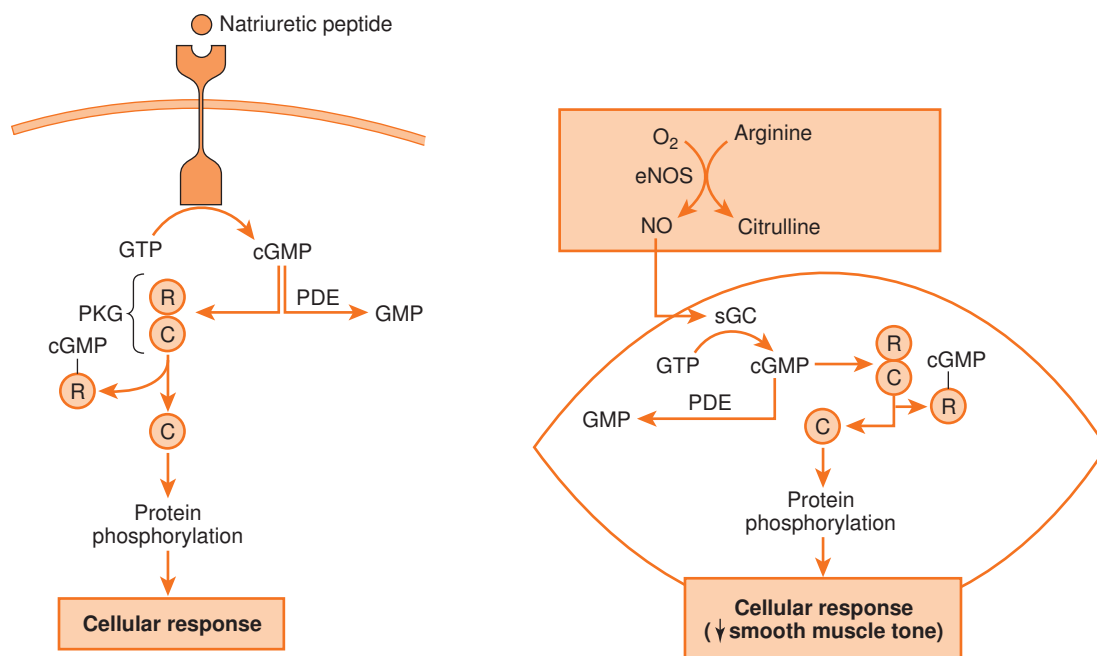 Natriuretic peptide
GTP
cGMP
PKG
R
C
PDE
GMP
cGMP
R
C
Protein
phosphorylation
Cellular response
O₂
Arginine
eNOS
NO
Citrulline
sGC
GTP
cGMP
R
C
cGMP
R
PDE
GMP
C
Protein
phosphorylation
Cellular response
(↓smooth muscle tone)